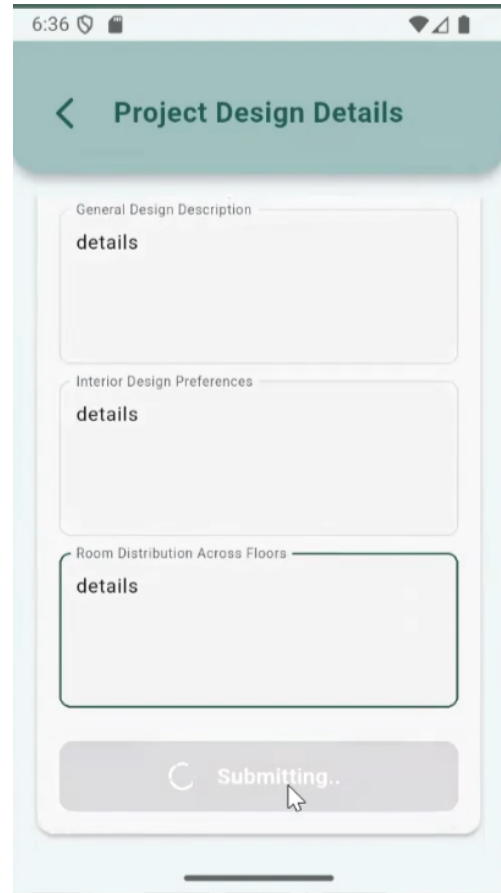 6:36
Project Design Details
General Design Description
details
Interior Design Preferences
details
Room Distribution Across Floors
details
Submitting..